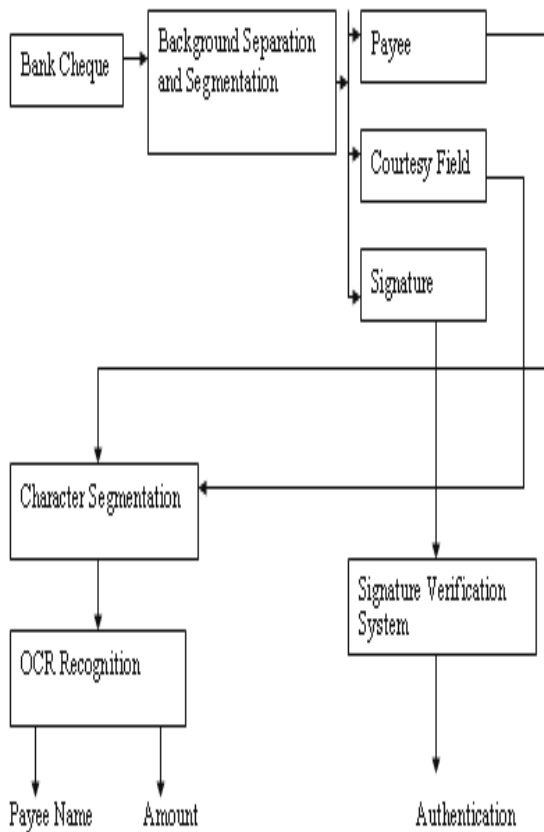 Bank Cheque
Background Separation
and Segmentation
Payee
Courtesy Field
Signature
Character Segmentation
Signature Verification
System
OCR Recognition
Payee Name
Amount
Authentication